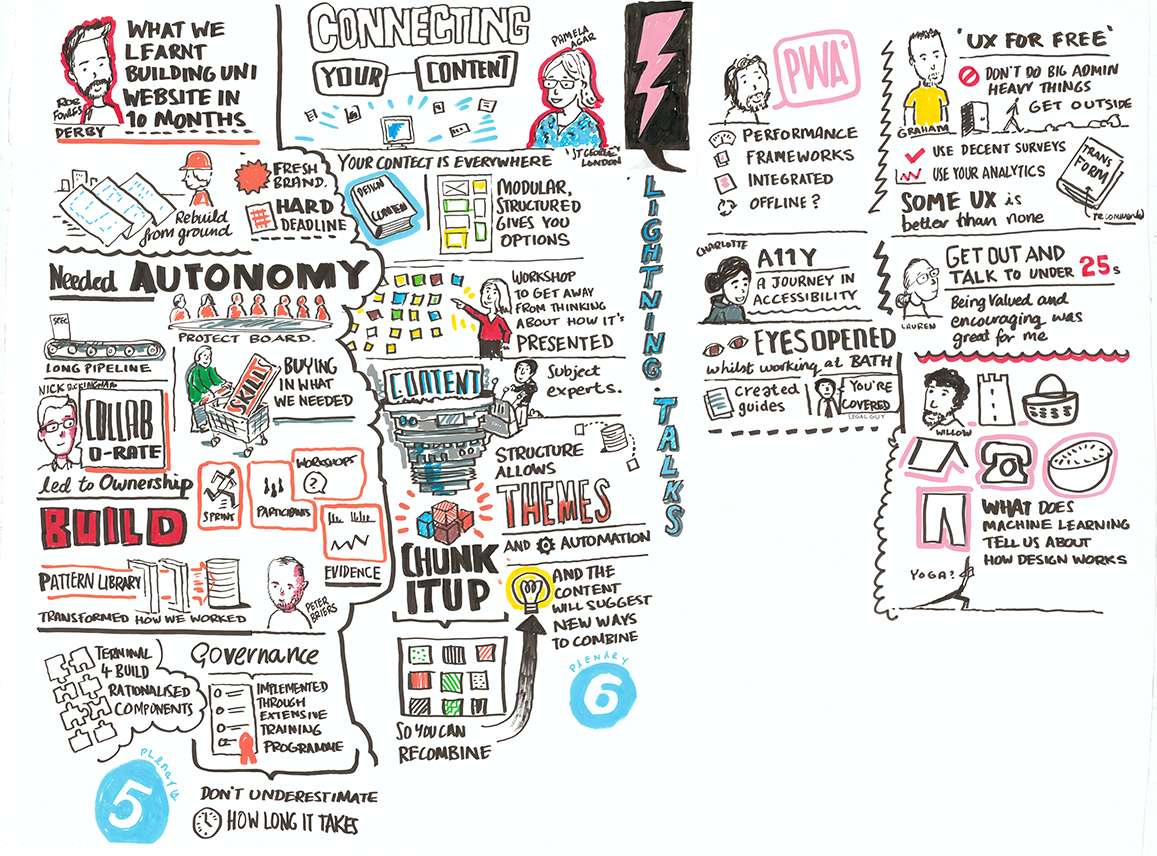 WHAT WE
LEARNT
BUILDING UNI
WEBSITE IN
10 MONTHS
ROB
FOWLES
DERBY
Rebuild
from ground
FRESH
BRAND.
HARD
DEADLINE
Needed AUTONOMY
PROJECT BOARD.
LONG PIPELINE
SKILLS
BUYING
IN WHAT
WE NEEDED
NICK
COLLAB
O-RATE
led to Ownership
SPRINT
PARTICIPANTS
WORKSHOPS
?
EVIDENCE
BUILD
PATTERN LIBRARY
TRANSFORMED HOW WE WORKED
PETER
BRIERS
TERMINAL
4 BUILD
RATIONALISED
COMPONENTS
Governance
IMPLEMENTED
THROUGH
EXTENSIVE
TRAINING
PROGRAMME
PLENARY
5
DON'T UNDERESTIMATE
HOW LONG IT TAKES
CONNECTING
YOUR CONTENT
PAMELA
AGAR
'ST GEORGE'S
LONDON
YOUR CONTECT IS EVERYWHERE
DESIGN
CONTENT
MODULAR,
STRUCTURED
GIVES YOU
OPTIONS
WORKSHOP
TO GET AWAY
FROM THINKING
ABOUT HOW IT'S
PRESENTED
CONTENT
Subject
experts.
STRUCTURE
ALLOWS
THEMES
AND AUTOMATION
CHUNK
IT UP
AND THE
CONTENT
WILL SUGGEST
NEW WAYS
TO COMBINE
SO YOU CAN
RECOMBINE
PLENARY
6
LIGHTNING TALKS
PWA's
PERFORMANCE
FRAMEWORKS
INTEGRATED
OFFLINE?
CHARLOTTE
A11Y
A JOURNEY IN
ACCESSIBILITY
EYES OPENED
whilst working at BATH
created
guides
YOU'RE
COVERED
LEGAL GUY
'UX FOR FREE'
GRAHAM
DON'T DO BIG ADMIN
HEAVY THINGS
GET OUTSIDE
USE DECENT SURVEYS
USE YOUR ANALYTICS
TRANS
FORM
SOME UX is
better than none
GET OUT AND
TALK TO UNDER 25s
LAUREN
Being valued and
encouraging was
great for me
WILLOW
WHAT DOES
MACHINE LEARNING
TELL US ABOUT
HOW DESIGN WORKS
YOGA?